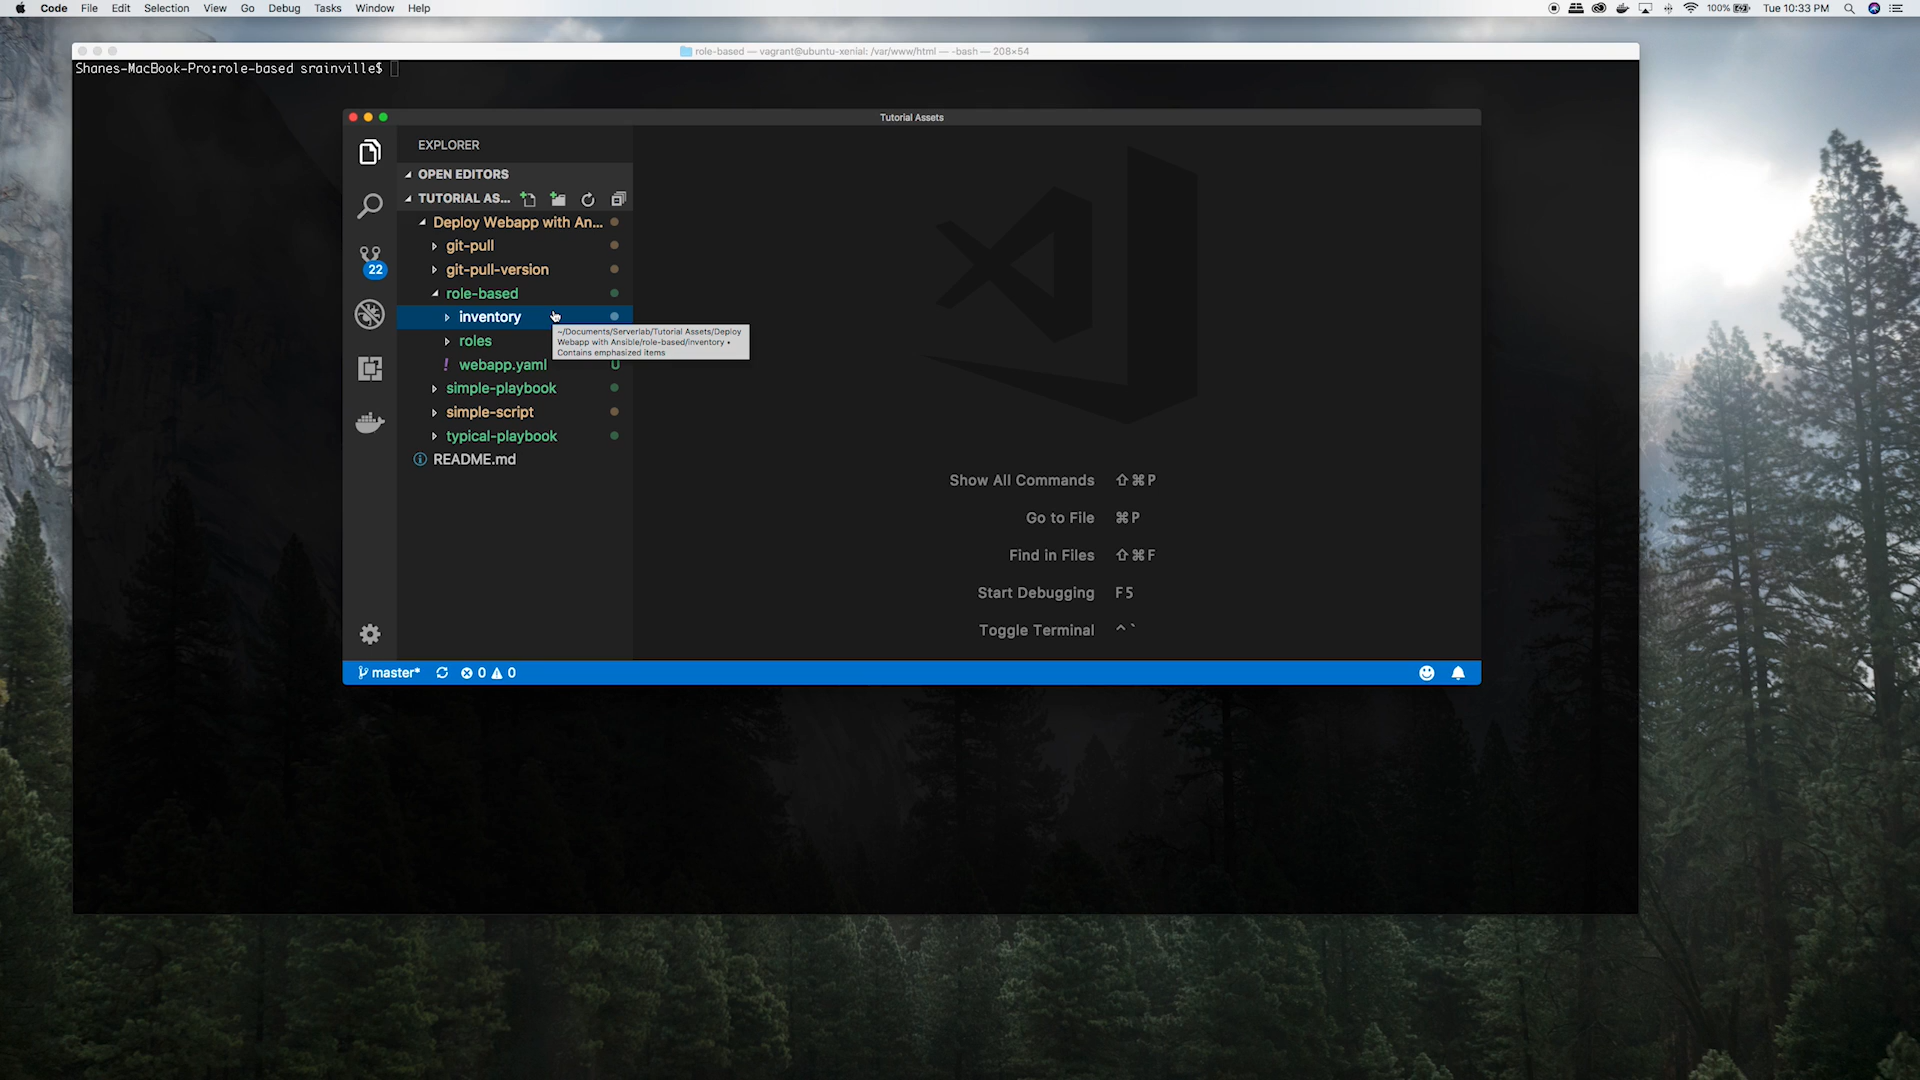 Code File Edit Selection View Go Debug Tasks Window Help 100% Tue 10:33 PM
role-based — vagrant@ubuntu-xenial: /var/www/html — -bash — 208×54
Shanes-MacBook-Pro:role-based srainville$
Tutorial Assets
EXPLORER
OPEN EDITORS
TUTORIAL AS...
Deploy Webapp with An...
git-pull
git-pull-version
22
role-based
inventory
~/Documents/Serverlab/Tutorial Assets/Deploy
Webapp with Ansible/role-based/inventory •
Contains emphasized items
roles
! webapp.yaml U
simple-playbook
simple-script
typical-playbook
README.md
Show All Commands ⇧⌘P
Go to File ⌘P
Find in Files ⇧⌘F
Start Debugging F5
Toggle Terminal ⌃`
master* 0 0